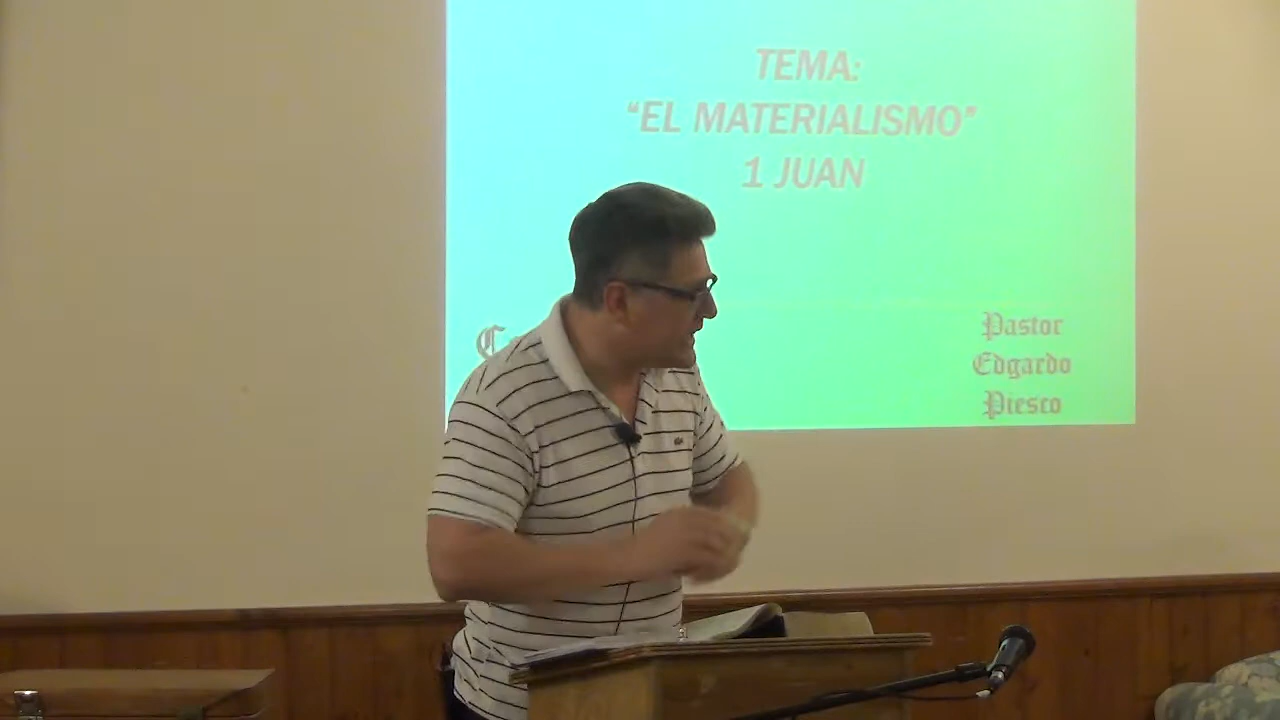 TEMA:
“EL MATERIALISMO”
1 JUAN
Pastor
Edgardo
Piesco